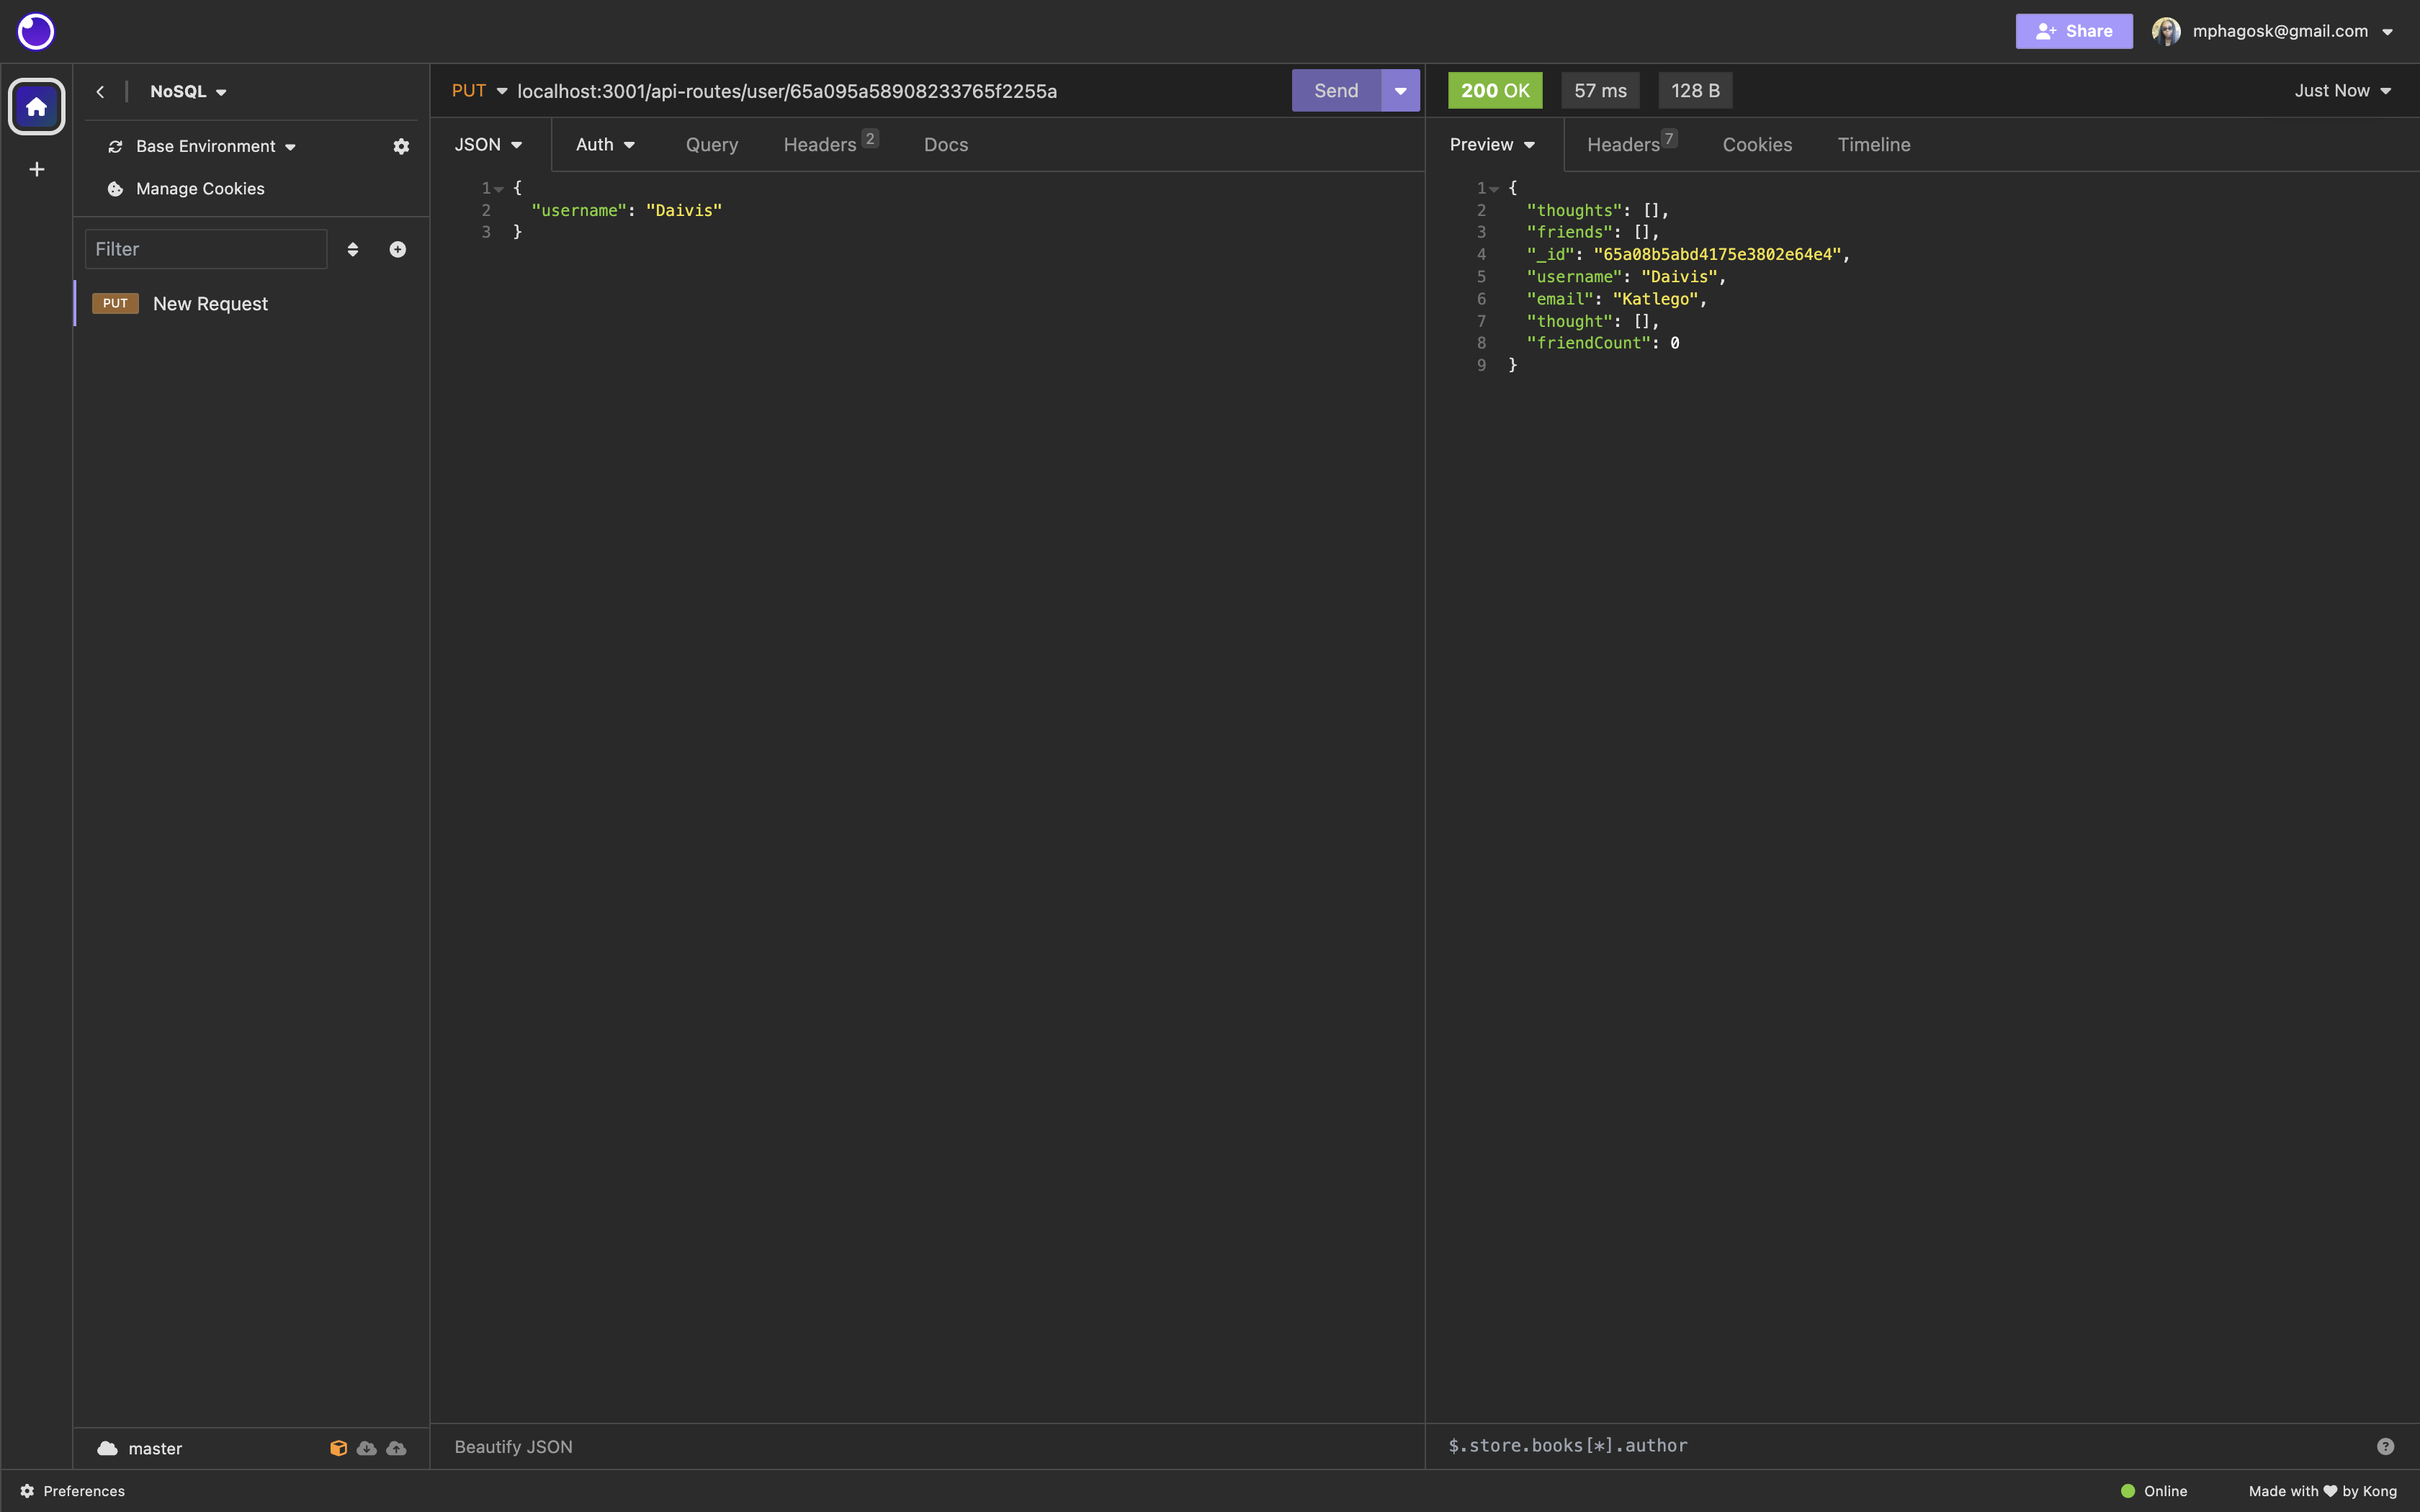 Share
mphagosk@gmail.com
NoSQL
Base Environment
Manage Cookies
Filter
PUT New Request
master
PUT localhost:3001/api-routes/user/65a095a58908233765f2255a
Send
JSON Auth Query Headers 2 Docs
1 {
2 "username": "Daivis"
3 }
Beautify JSON
200 OK 57 ms 128 B Just Now
Preview Headers 7 Cookies Timeline
1 {
2 "thoughts": [],
3 "friends": [],
4 "_id": "65a08b5abd4175e3802e64e4",
5 "username": "Daivis",
6 "email": "Katlego",
7 "thought": [],
8 "friendCount": 0
9 }
$.store.books[*].author
?
Preferences
Online
Made with ♥ by Kong